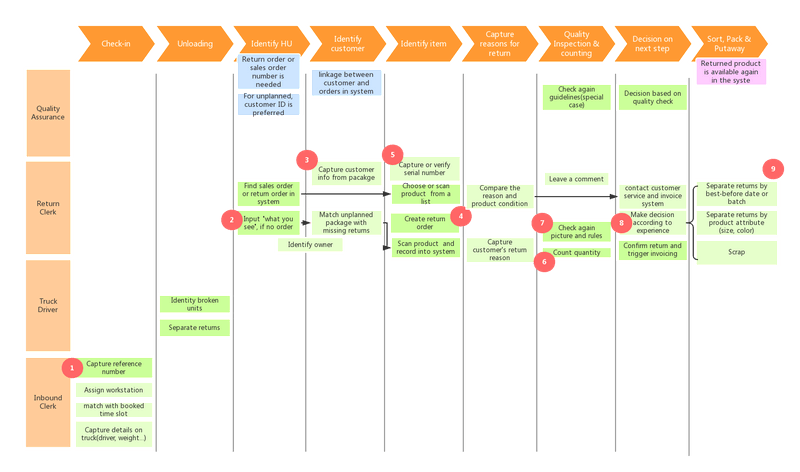 Check-in
Unloading
Identify HU
Identify
customer
Identify item
Capture
reasons for
return
Quality
Inspection &
counting
Decision on
next step
Sort, Pack &
Putaway
Quality
Assurance
Return order or
sales order
number is
needed
For unplanned,
customer ID is
preferred
linkage between
customer and
orders in system
Check again
guidelines(special
case)
Decision based on
quality check
Returned product
is available again
in the syste
Return
Clerk
3
5
9
Capture customer
info from pacakge
Capture or verify
serial number
Leave a comment
Find sales order
or return order in
system
Choose or scan
product from a
list
Compare the
reason and
product condition
contact customer
service and invoice
system
Separate returns by
best-before date or
batch
2
Input "what you
see", if no order
Match unplanned
package with
missing returns
Create return
order
4
7
Check again
picture and rules
8
Make decision
according to
experience
Separate returns by
product attribute
(size, color)
Identify owner
Scan product and
record into system
Capture
customer's return
reason
6
Count quantity
Confirm return and
trigger invoicing
Scrap
Truck
Driver
Identity broken
units
Separate returns
Inbound
Clerk
1
Capture reference
number
Assign workstation
match with booked
time slot
Capture details on
truck(driver, weight...)